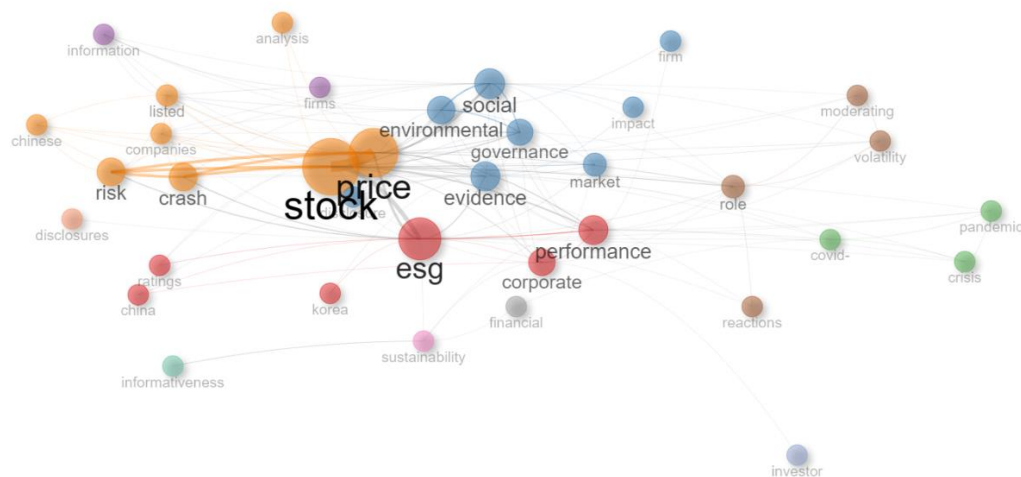 analysis
information
firm
social
firms
listed
moderating
environmental
impact
chinese
companies
governance
volatility
risk
crash
price
evidence
market
stock
role
disclosures
esg
performance
pandemic
covid-
ratings
corporate
crisis
china
korea
financial
reactions
sustainability
informativeness
investor